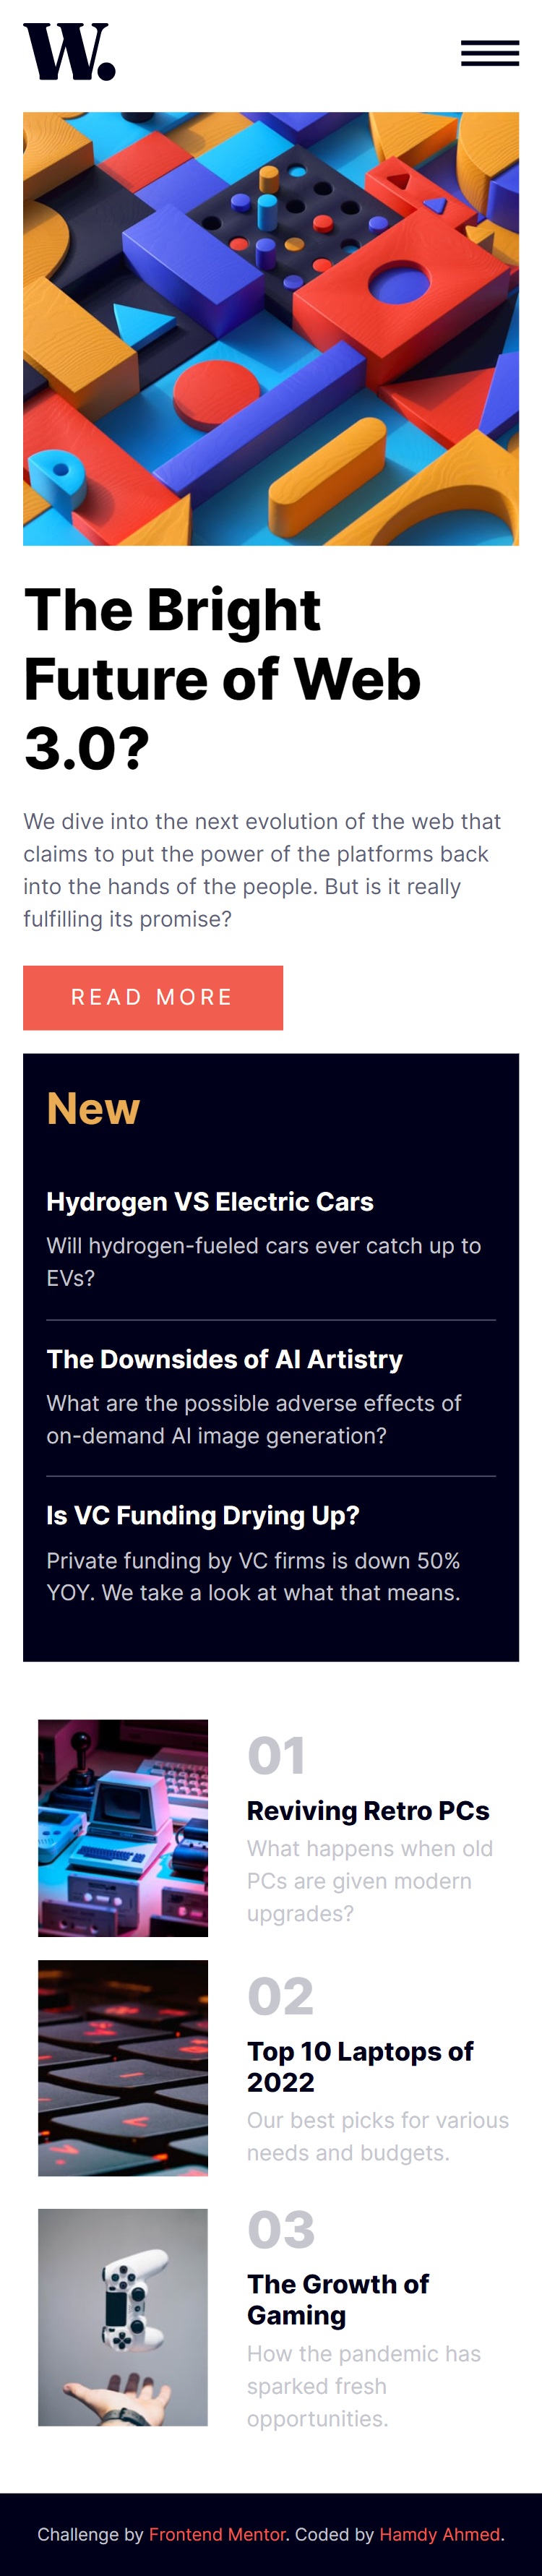 W.
The Bright
Future of Web
3.0?
We dive into the next evolution of the web that
claims to put the power of the platforms back
into the hands of the people. But is it really
fulfilling its promise?
READ MORE
New
Hydrogen VS Electric Cars
Will hydrogen-fueled cars ever catch up to
EVs?
The Downsides of AI Artistry
What are the possible adverse effects of
on-demand AI image generation?
Is VC Funding Drying Up?
Private funding by VC firms is down 50%
YOY. We take a look at what that means.
01
Reviving Retro PCs
What happens when old
PCs are given modern
upgrades?
02
Top 10 Laptops of
2022
Our best picks for various
needs and budgets.
03
The Growth of
Gaming
How the pandemic has
sparked fresh
opportunities.
Challenge by Frontend Mentor. Coded by Hamdy Ahmed.